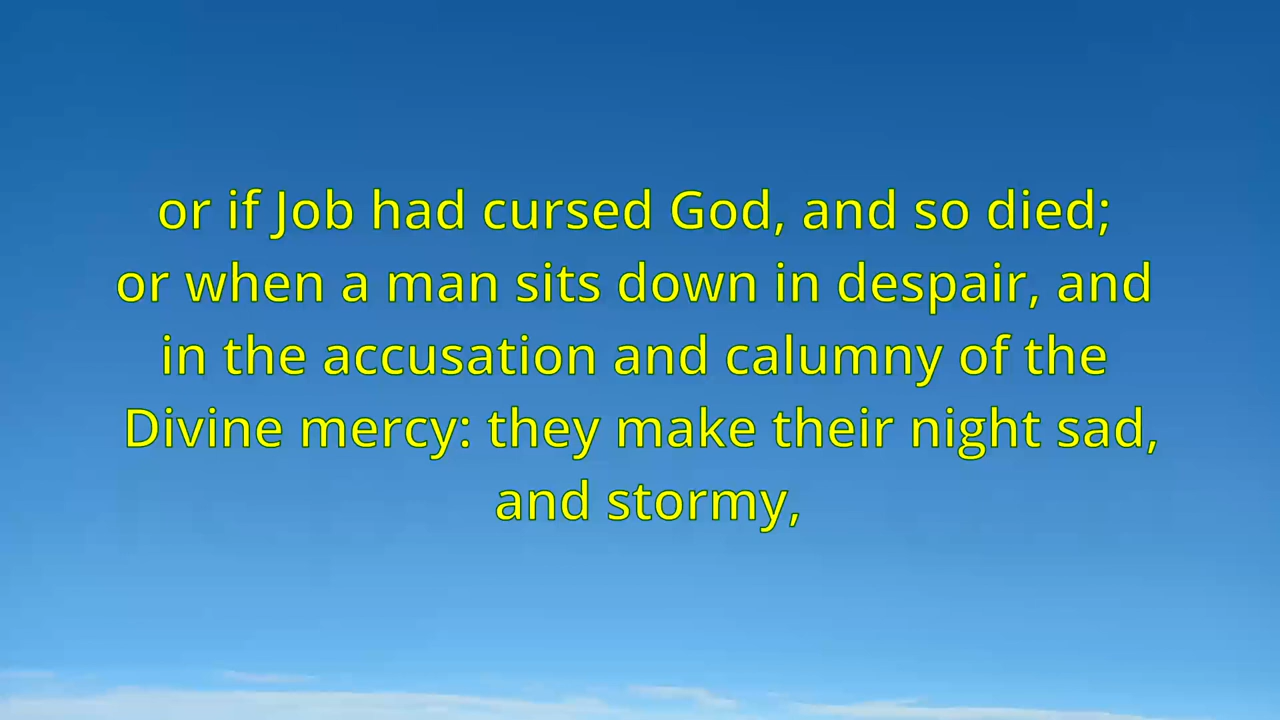 or if Job had cursed God, and so died;
or when a man sits down in despair, and
in the accusation and calumny of the
Divine mercy: they make their night sad,
and stormy,